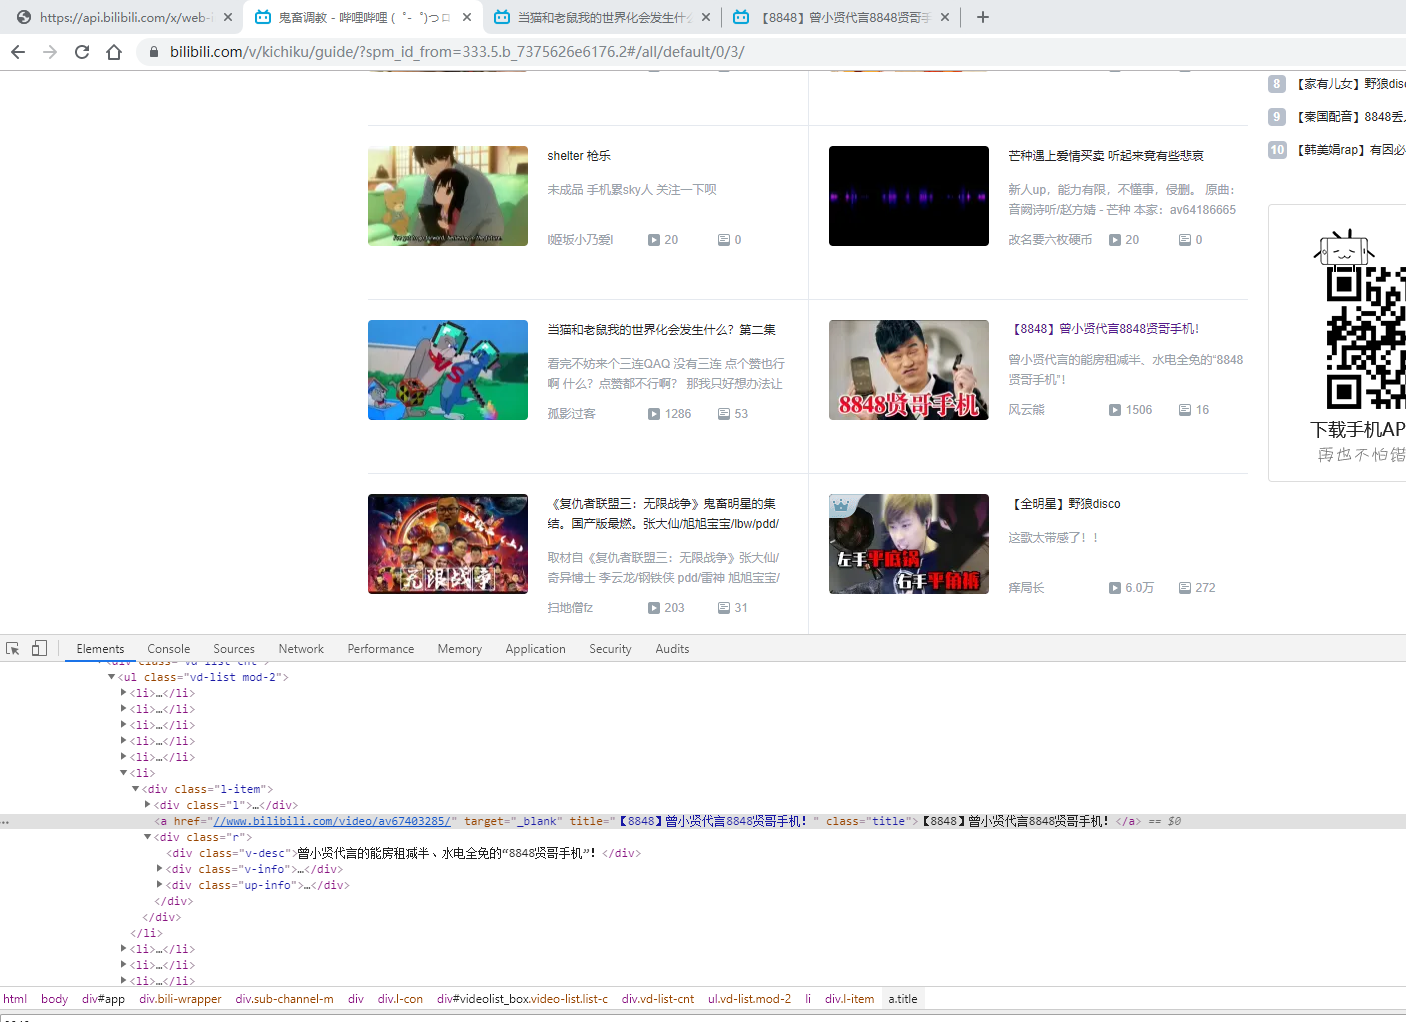 https://api.bilibili.com/x/web-i
鬼畜调教 - 哔哩哔哩 ( ゜- ゜)つロ
当猫和老鼠我的世界化会发生什么
【8848】曾小贤代言8848贤哥手
bilibili.com/v/kichiku/guide/?spm_id_from=333.5.b_7375626e6176.2#/all/default/0/3/
8 【家有儿女】野狼disc
9 【秦国配音】8848丢人
10 【韩美娟rap】有因必
shelter 枪乐
未成品 手机累sky人 关注一下呗
I姬坂小乃爱I 20 0
芒种遇上爱情买卖 听起来竟有些悲哀
新人up，能力有限，不懂事，侵删。 原曲：
音阙诗听/赵方婧 - 芒种 本家：av64186665
改名要六枚硬币 20 0
当猫和老鼠我的世界化会发生什么？第二集
看完不妨来个三连QAQ 没有三连 点个赞也行
啊 什么？点赞都不行啊？ 那我只好想办法让
孤影过客 1286 53
VS
【8848】曾小贤代言8848贤哥手机！
曾小贤代言的能房租减半、水电全免的“8848
贤哥手机”！
风云熊 1506 16
8848贤哥手机
《复仇者联盟三：无限战争》鬼畜明星的集
结。国产版最燃。张大仙/旭旭宝宝/lbw/pdd/
取材自《复仇者联盟三：无限战争》张大仙/
奇异博士 李云龙/钢铁侠 pdd/雷神 旭旭宝宝/
扫地僧fz 203 31
无限战争
【全明星】野狼disco
这歌太带感了！！
痒局长 6.0万 272
左手平底锅
右手平角裤
下载手机AP
再也不怕错
Elements Console Sources Network Performance Memory Application Security Audits
<div class="vd-list-cnt">
<ul class="vd-list mod-2">
<li>…</li>
<li>…</li>
<li>…</li>
<li>…</li>
<li>…</li>
<li>
<div class="l-item">
<div class="l">…</div>
<a href="//www.bilibili.com/video/av67403285/" target="_blank" title="【8848】曾小贤代言8848贤哥手机！" class="title">【8848】曾小贤代言8848贤哥手机！</a> == $0
<div class="r">
<div class="v-desc">曾小贤代言的能房租减半、水电全免的“8848贤哥手机”！</div>
<div class="v-info">…</div>
<div class="up-info">…</div>
</div>
</div>
</li>
<li>…</li>
<li>…</li>
<li>…</li>
html body div#app div.bili-wrapper div.sub-channel-m div div.l-con div#videolist_box.video-list.list-c div.vd-list-cnt ul.vd-list.mod-2 li div.l-item a.title